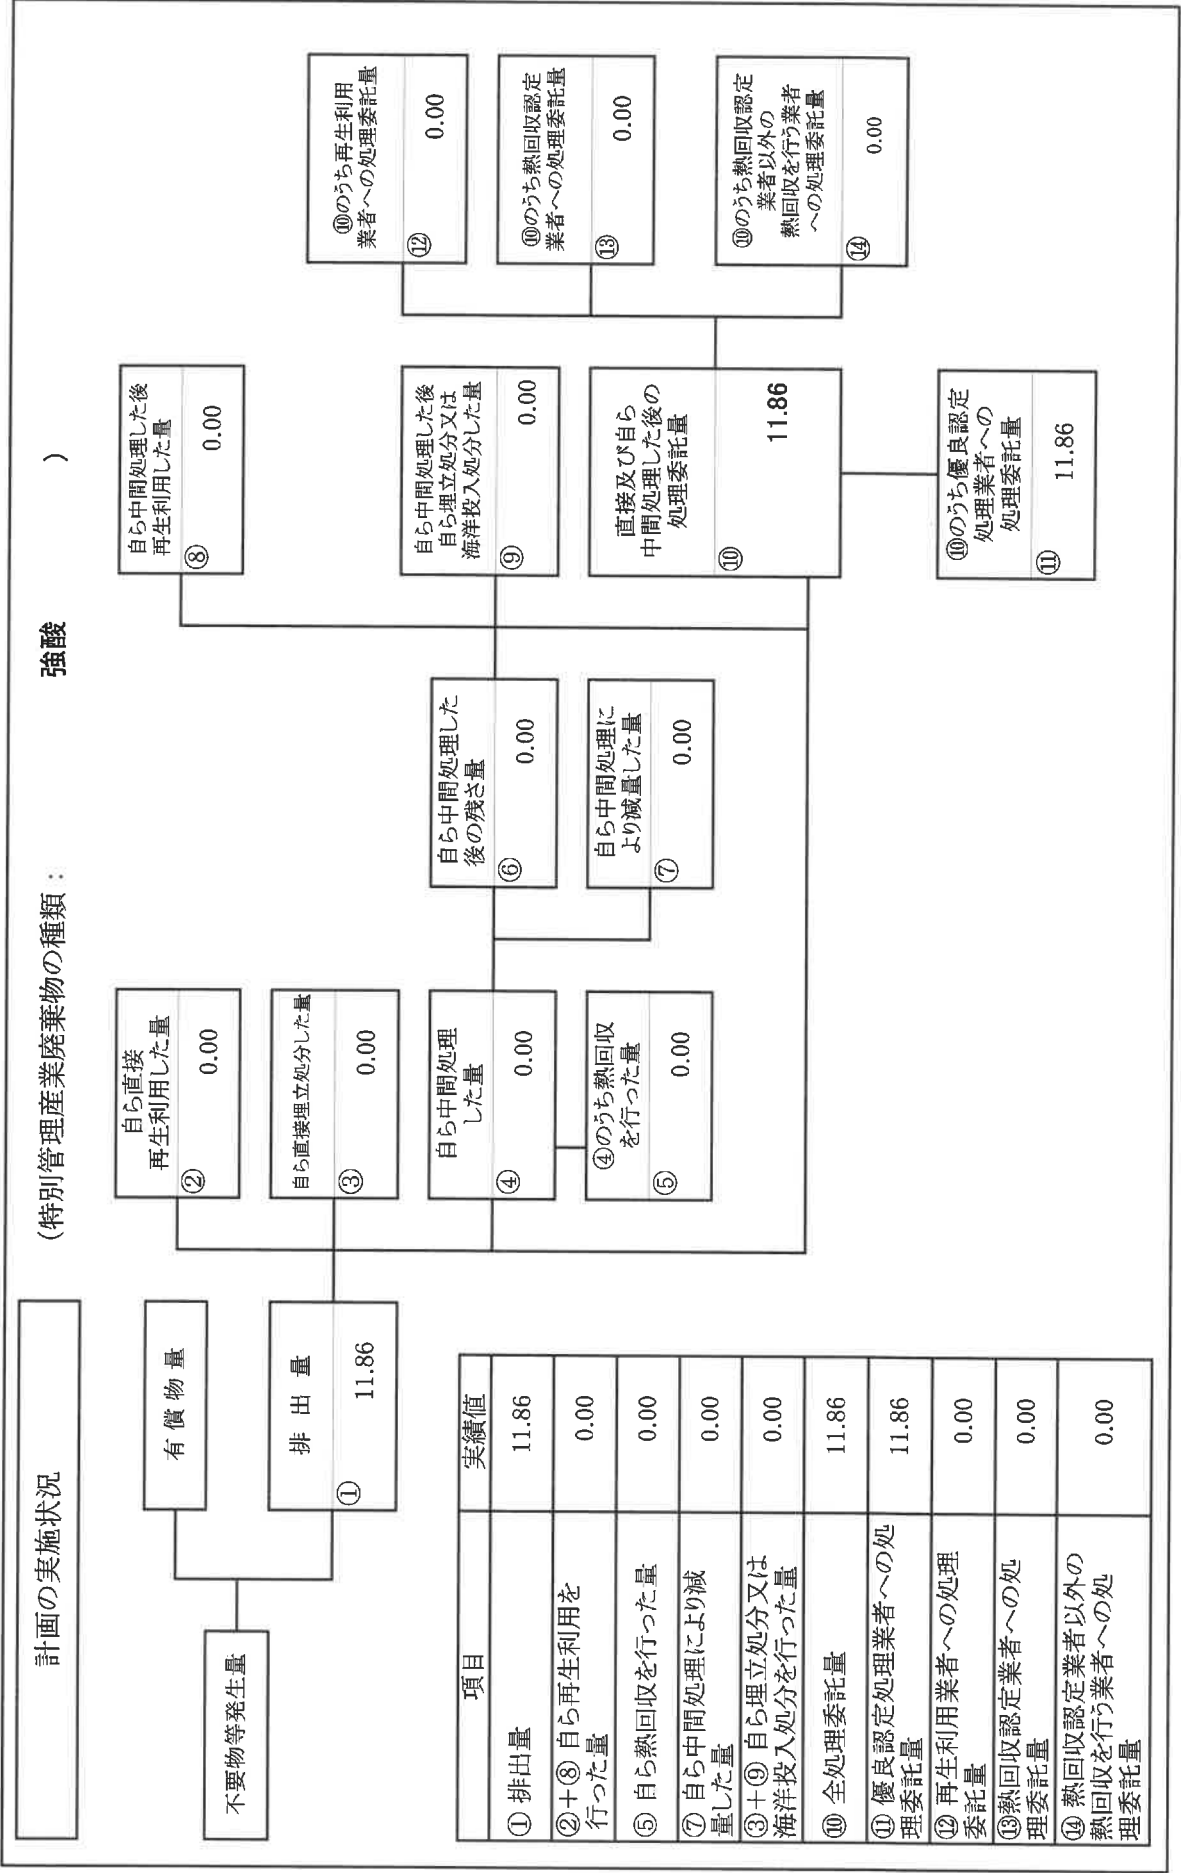 計画の実施状況
(特別管理産業廃棄物の種類:
強酸
)
不要物等発生量
有償物量
排出量
①
11.86
自ら直接
再生利用した量
②
0.00
自ら直接埋立処分した量
③
0.00
自ら中間処理
した量
④
0.00
④のうち熱回収
を行った量
⑤
0.00
自ら中間処理した
後の残さ量
⑥
0.00
自ら中間処理に
より減量した量
⑦
0.00
自ら中間処理した後
再生利用した量
⑧
0.00
自ら中間処理した後
自ら埋立処分又は
海洋投入処分した量
⑨
0.00
直接及び自ら
中間処理した後の
処理委託量
⑩
11.86
⑩のうち優良認定
処理業者への
処理委託量
⑪
11.86
⑩のうち再生利用
業者への処理委託量
⑫
0.00
⑩のうち熱回収認定
業者への処理委託量
⑬
0.00
⑩のうち熱回収認定
業者以外の
熱回収を行う業者
への処理委託量
⑭
0.00
項目
実績値
①排出量
11.86
②+⑧ 自ら再生利用を
行った量
0.00
⑤ 自ら熱回収を行った量
0.00
⑦ 自ら中間処理により減
量した量
0.00
③+⑨ 自ら埋立処分又は
海洋投入処分を行った量
0.00
⑩ 全処理委託量
11.86
⑪ 優良認定処理業者への処
理委託量
11.86
⑫ 再生利用業者への処理
委託量
0.00
⑬熱回収認定業者への処
理委託量
0.00
⑭ 熱回収認定業者以外の
熱回収を行う業者への処
理委託量
0.00